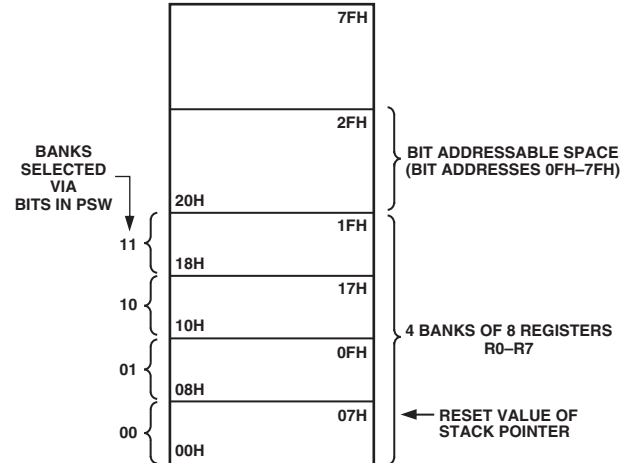 7FH
2FH
BANKS
SELECTED
VIA
BITS IN PSW
BIT ADDRESSABLE SPACE
(BIT ADDRESSES 0FH–7FH)
20H
1FH
11
18H
17H
10
10H
4 BANKS OF 8 REGISTERS
R0–R7
0FH
01
08H
07H
RESET VALUE OF
STACK POINTER
00
00H